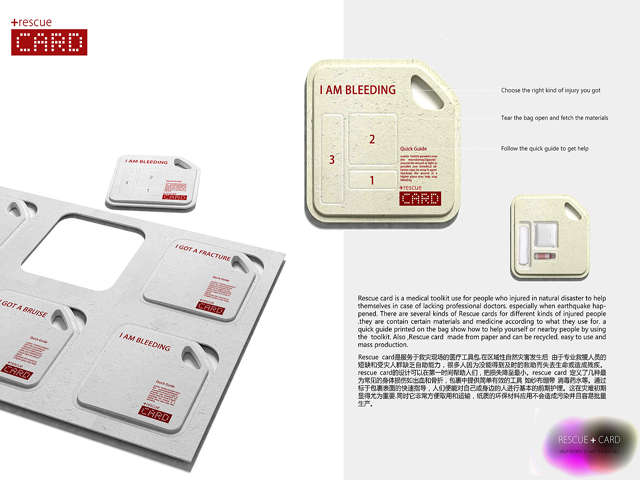 +rescue
CARD
I AM BLEEDING
Choose the right kind of injury you got
Tear the bag open and fetch the materials
Follow the quick guide to get help
2
3
1
Quick Guide
+rescue
CARD
I AM BLEEDING
I GOT A FRACTURE
I GOT A BRUISE
I AM BLEEDING
Rescue card is a medical toolkit use for people who injured in natural disaster to help
themselves in case of lacking professional doctors. especially when earthquake hap-
pened. There are several kinds of Rescue cards for different kinds of injured people
.they are contain certain materials and medicine according to what they use for. a
quick guide printed on the bag show how to help yourself or nearby people by using
the toolkit. Also ,Rescue card made from paper and can be recycled. easy to use and
mass production.
Rescue card是服务于救灾现场的医疗工具包.在区域性自然灾害发生后 由于专业救援人员的
短缺和受灾人群缺乏自助能力，很多人因为没能得到及时的救助而失去生命或造成残疾。
rescue card的设计可以在第一时间帮助人们，把损失降至最小。rescue card 定义了几种最
为常见的身体损伤如出血和骨折，包裹中提供简单有效的工具 如纱布绷带 消毒药水等。通过
标于包裹表面的快速指导，人们便能对自己或身边的人进行基本的前期护理。这在灾难初期
显得尤为重要.同时它非常方便取用和运输，纸质的环保材料应用不会造成污染并且容易批量
生产。
RESCUE + CARD